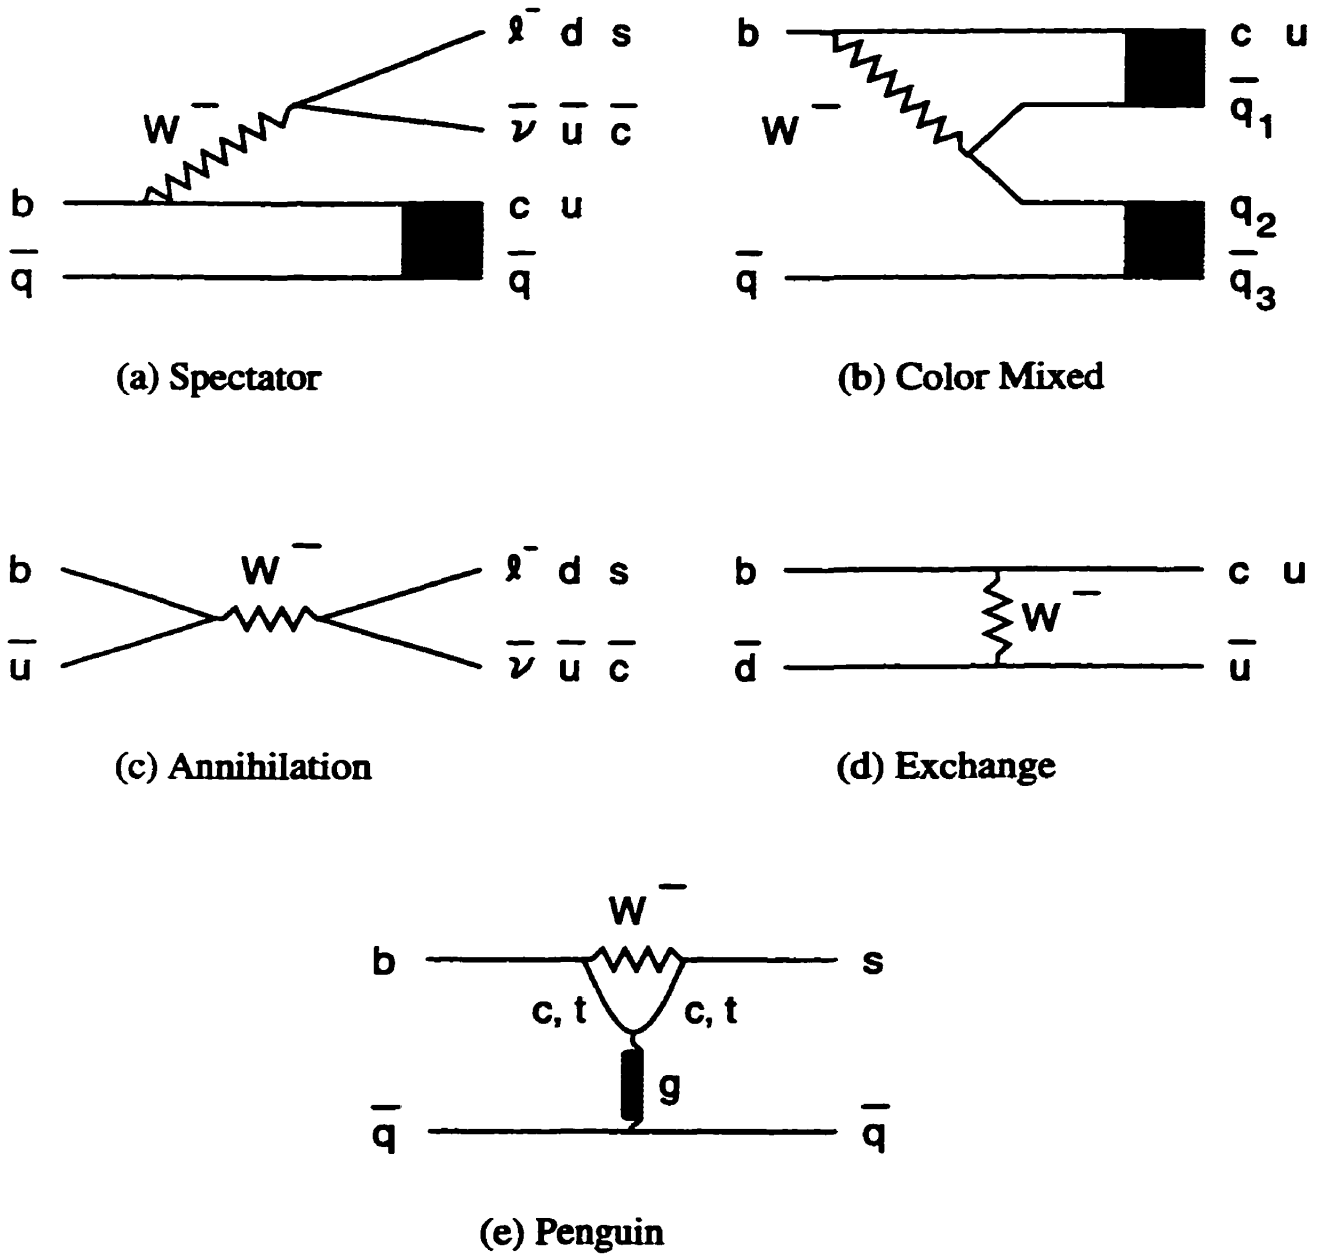 ℓ⁻ d s
W⁻
ν̅ u̅ c̅
b c u
q̅ q̅
(a) Spectator
b c u
W⁻ q̅₁
q₂
q̅ q̅₃
(b) Color Mixed
b W⁻ ℓ⁻ d s
u̅ ν̅ u̅ c̅
(c) Annihilation
b c u
W⁻
d̅ u̅
(d) Exchange
W⁻
b s
c, t c, t
g
q̅ q̅
(e) Penguin